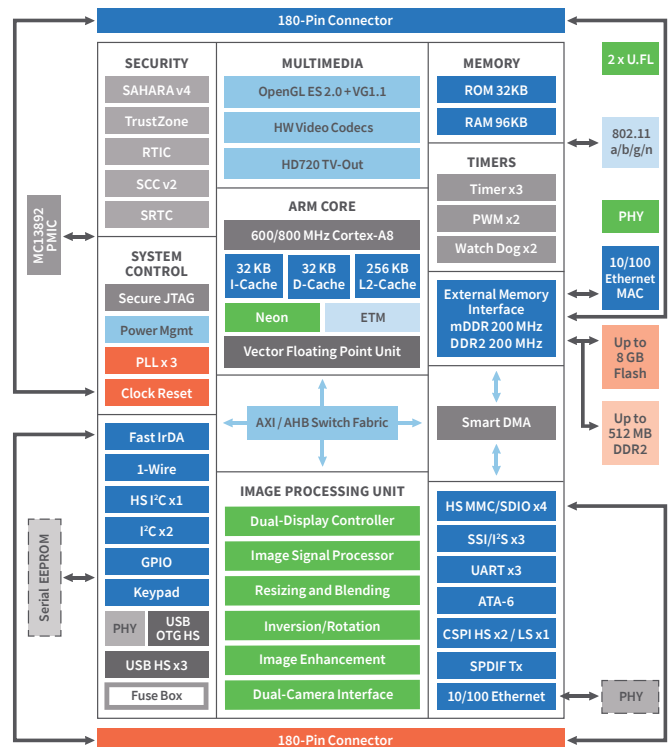 180-Pin Connector
SECURITY
SAHARA v4
TrustZone
RTIC
SCC v2
SRTC
SYSTEM
CONTROL
Secure JTAG
Power Mgmt
PLL x 3
Clock Reset
Fast IrDA
1-Wire
HS I²C x1
I²C x2
GPIO
Keypad
PHY
USB
OTG HS
USB HS x3
Fuse Box
MC13892
PMIC
Serial EEPROM
MULTIMEDIA
OpenGL ES 2.0 + VG1.1
HW Video Codecs
HD720 TV-Out
ARM CORE
600/800 MHz Cortex-A8
32 KB
I-Cache
32 KB
D-Cache
256 KB
L2-Cache
Neon
ETM
Vector Floating Point Unit
AXI / AHB Switch Fabric
IMAGE PROCESSING UNIT
Dual-Display Controller
Image Signal Processor
Resizing and Blending
Inversion/Rotation
Image Enhancement
Dual-Camera Interface
MEMORY
ROM 32KB
RAM 96KB
TIMERS
Timer x3
PWM x2
Watch Dog x2
External Memory
Interface
mDDR 200 MHz
DDR2 200 MHz
Smart DMA
HS MMC/SDIO x4
SSI/I²S x3
UART x3
ATA-6
CSPI HS x2 / LS x1
SPDIF Tx
10/100 Ethernet
2 x U.FL
802.11
a/b/g/n
PHY
10/100
Ethernet
MAC
Up to
8 GB
Flash
Up to
512 MB
DDR2
PHY
180-Pin Connector